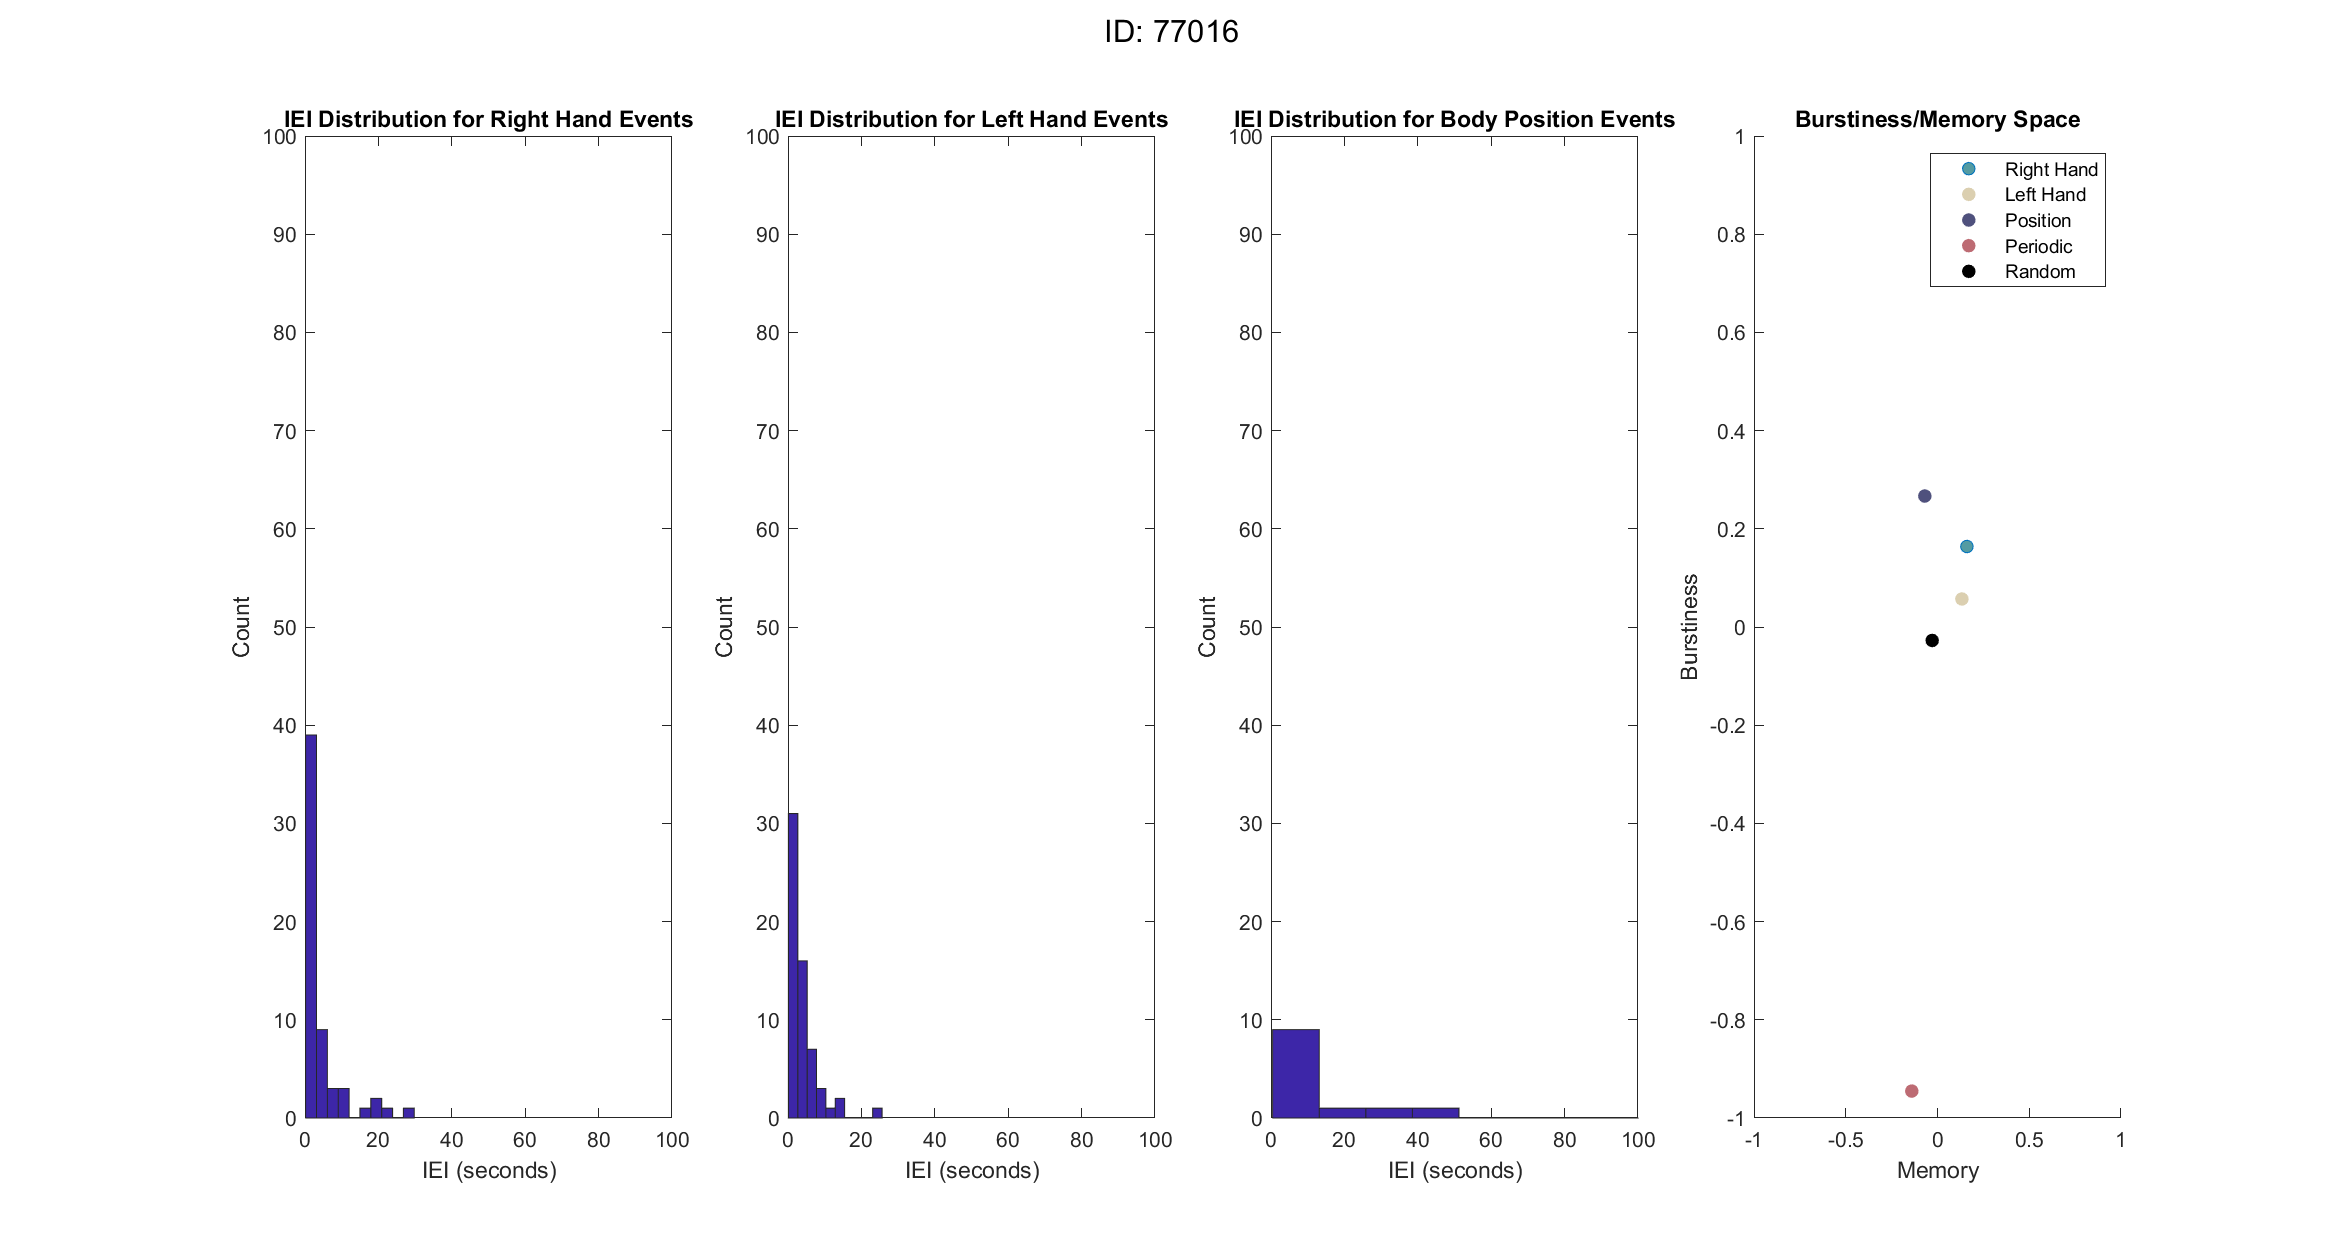 ID: 77016
IEI Distribution for Right Hand Events
100
90
80
70
60
50
40
30
20
10
0
Count
0 20 40 60 80 100
IEI (seconds)
IEI Distribution for Left Hand Events
100
90
80
70
60
50
40
30
20
10
0
Count
0 20 40 60 80 100
IEI (seconds)
IEI Distribution for Body Position Events
100
90
80
70
60
50
40
30
20
10
0
Count
0 20 40 60 80 100
IEI (seconds)
Burstiness/Memory Space
1
0.8
0.6
0.4
0.2
0
-0.2
-0.4
-0.6
-0.8
-1
Burstiness
Right Hand
Left Hand
Position
Periodic
Random
-1 -0.5 0 0.5 1
Memory